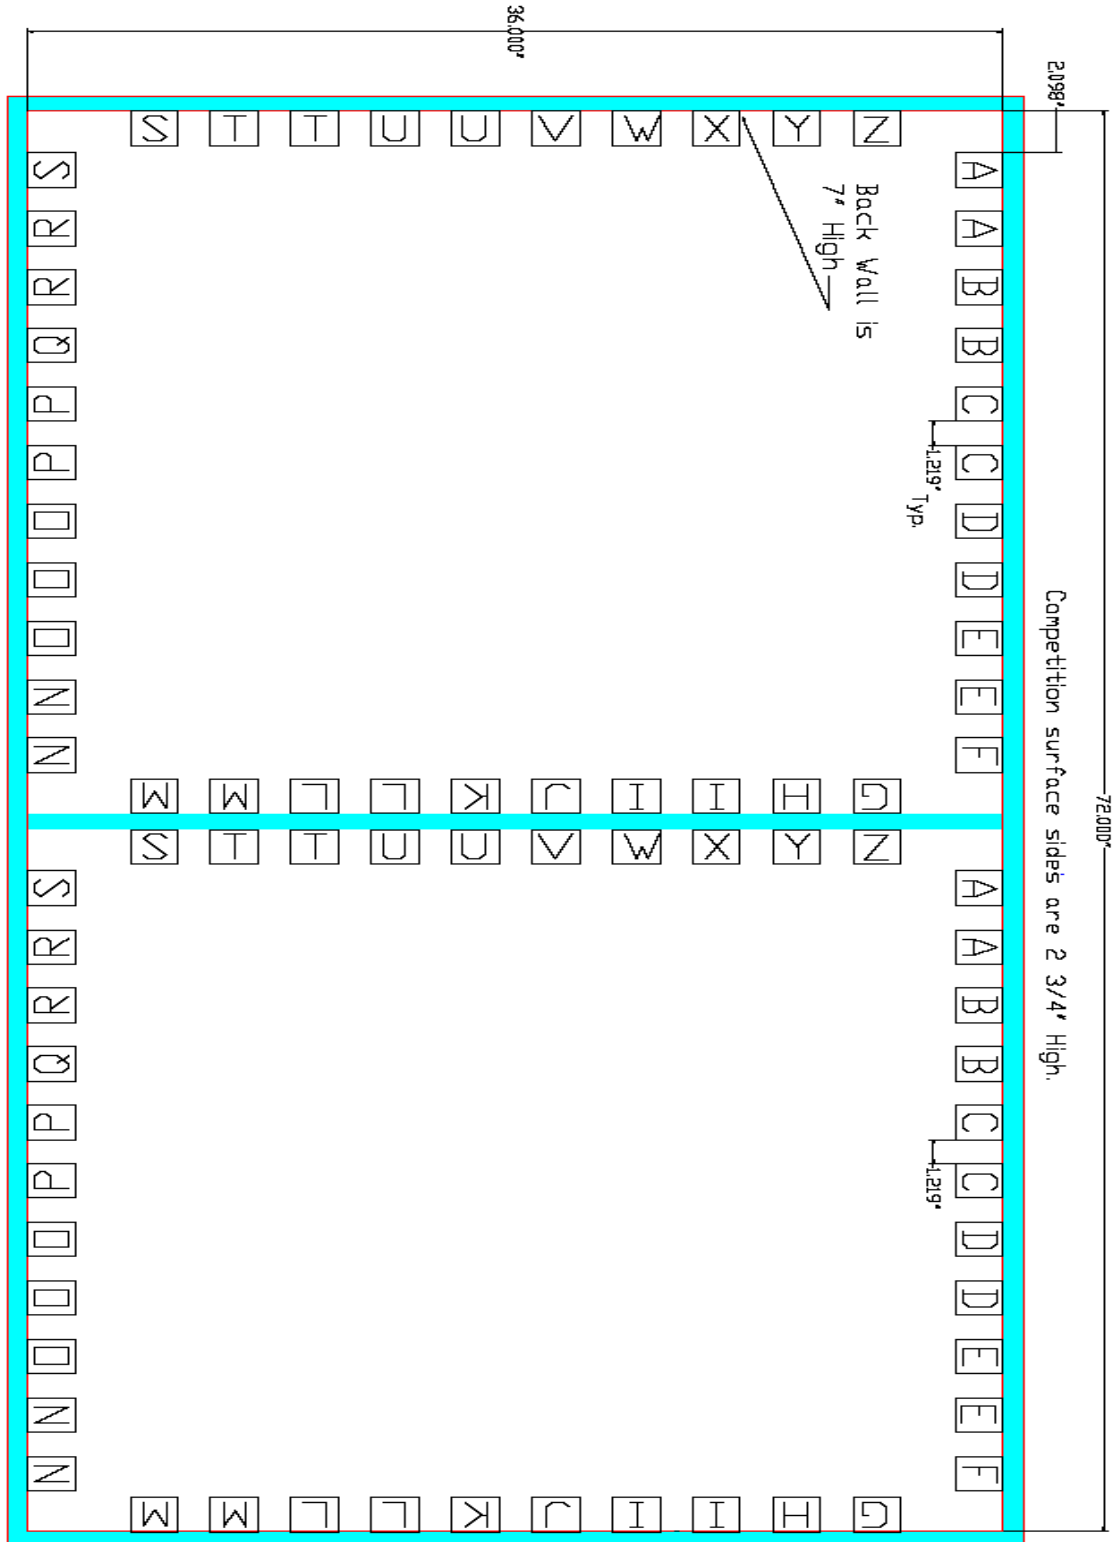 72.000"
2.098"
Competition surface sides are 2 3/4" High.
A A B B C C D D E E F A A B B C C D D E E F
1.219" Typ.
1.219"
Z G Z G
Back Wall is
7" High
Y H Y H
X I X I
W I W I
V J V J
36.000"
U K U K
U L U L
T L T L
T M T M
S M S M
S R R Q P P O O O N N S R R Q P P O O O N N